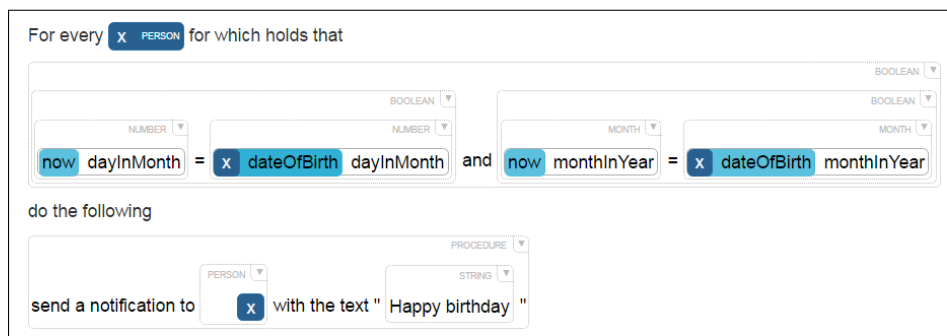 For every x PERSON for which holds that
BOOLEAN
BOOLEAN BOOLEAN
NUMBER NUMBER MONTH MONTH
now dayInMonth = x dateOfBirth dayInMonth and now monthInYear = x dateOfBirth monthInYear
do the following
PROCEDURE
PERSON STRING
send a notification to x with the text " Happy birthday "